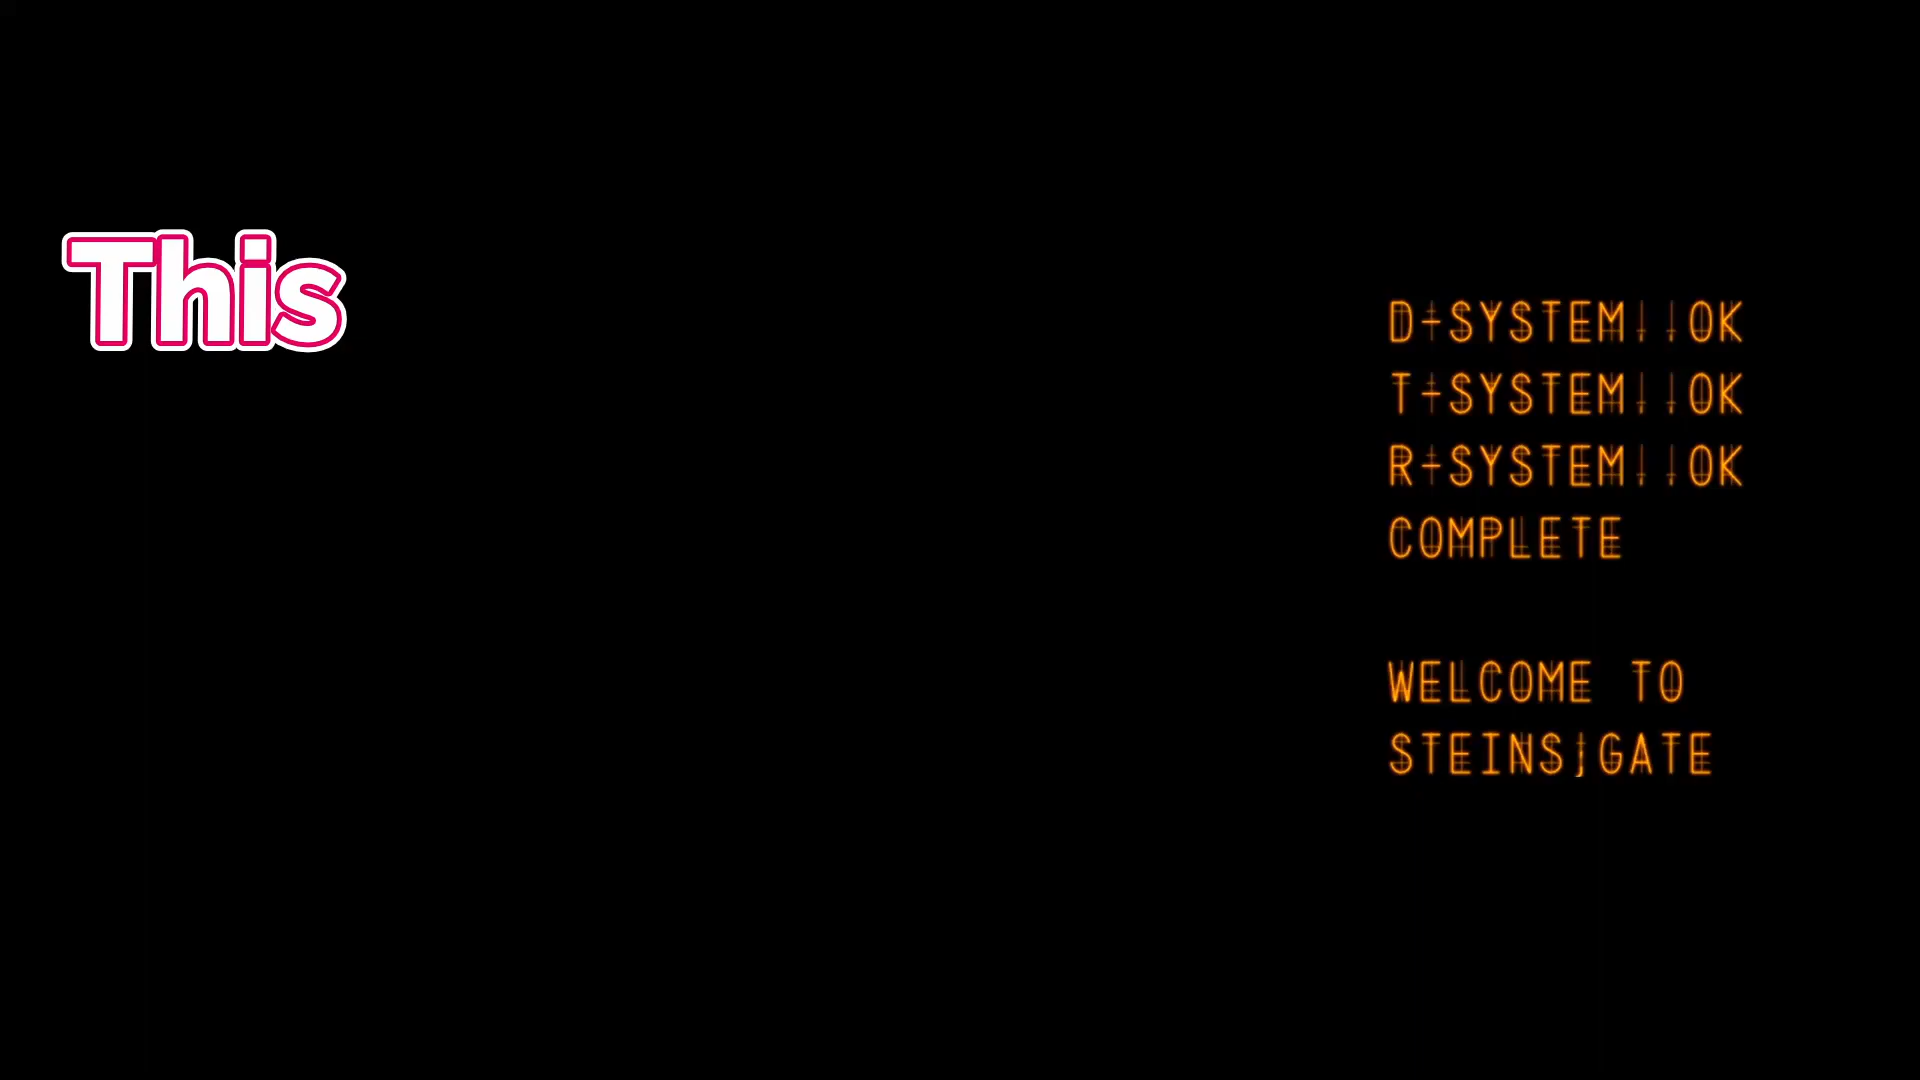 This
D-SYSTEM..OK
T-SYSTEM..OK
R-SYSTEM..OK
COMPLETE
WELCOME TO
STEINS;GATE